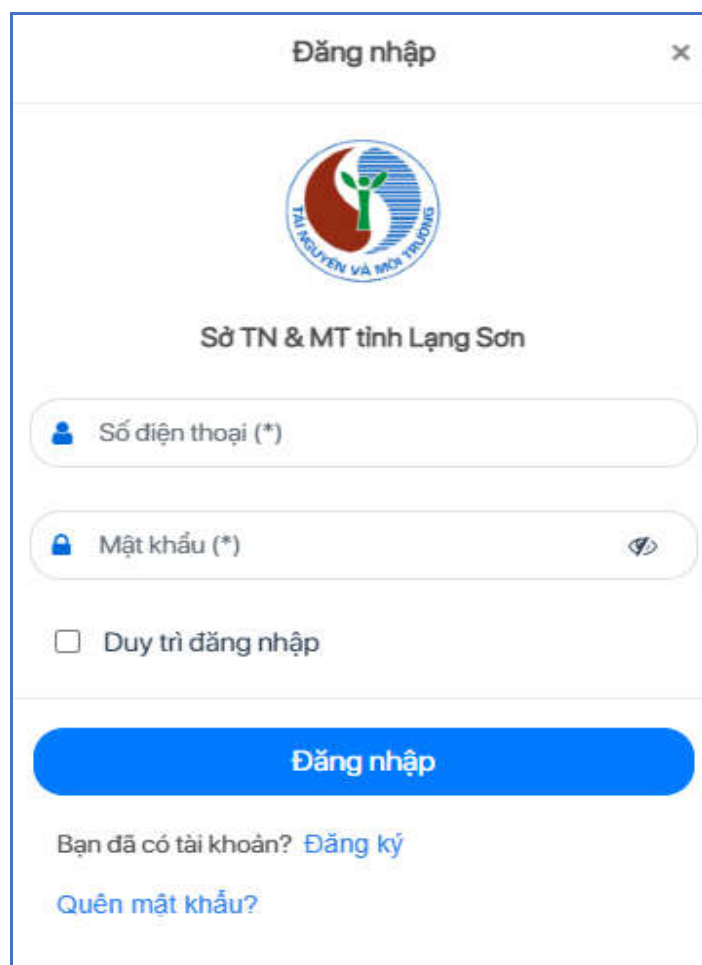 Đăng nhập ×
TÀI NGUYÊN VÀ MÔI TRƯỜNG
Sở TN & MT tỉnh Lạng Sơn
Số điện thoại (*)
Mật khẩu (*)
Duy trì đăng nhập
Đăng nhập
Bạn đã có tài khoản? Đăng ký
Quên mật khẩu?